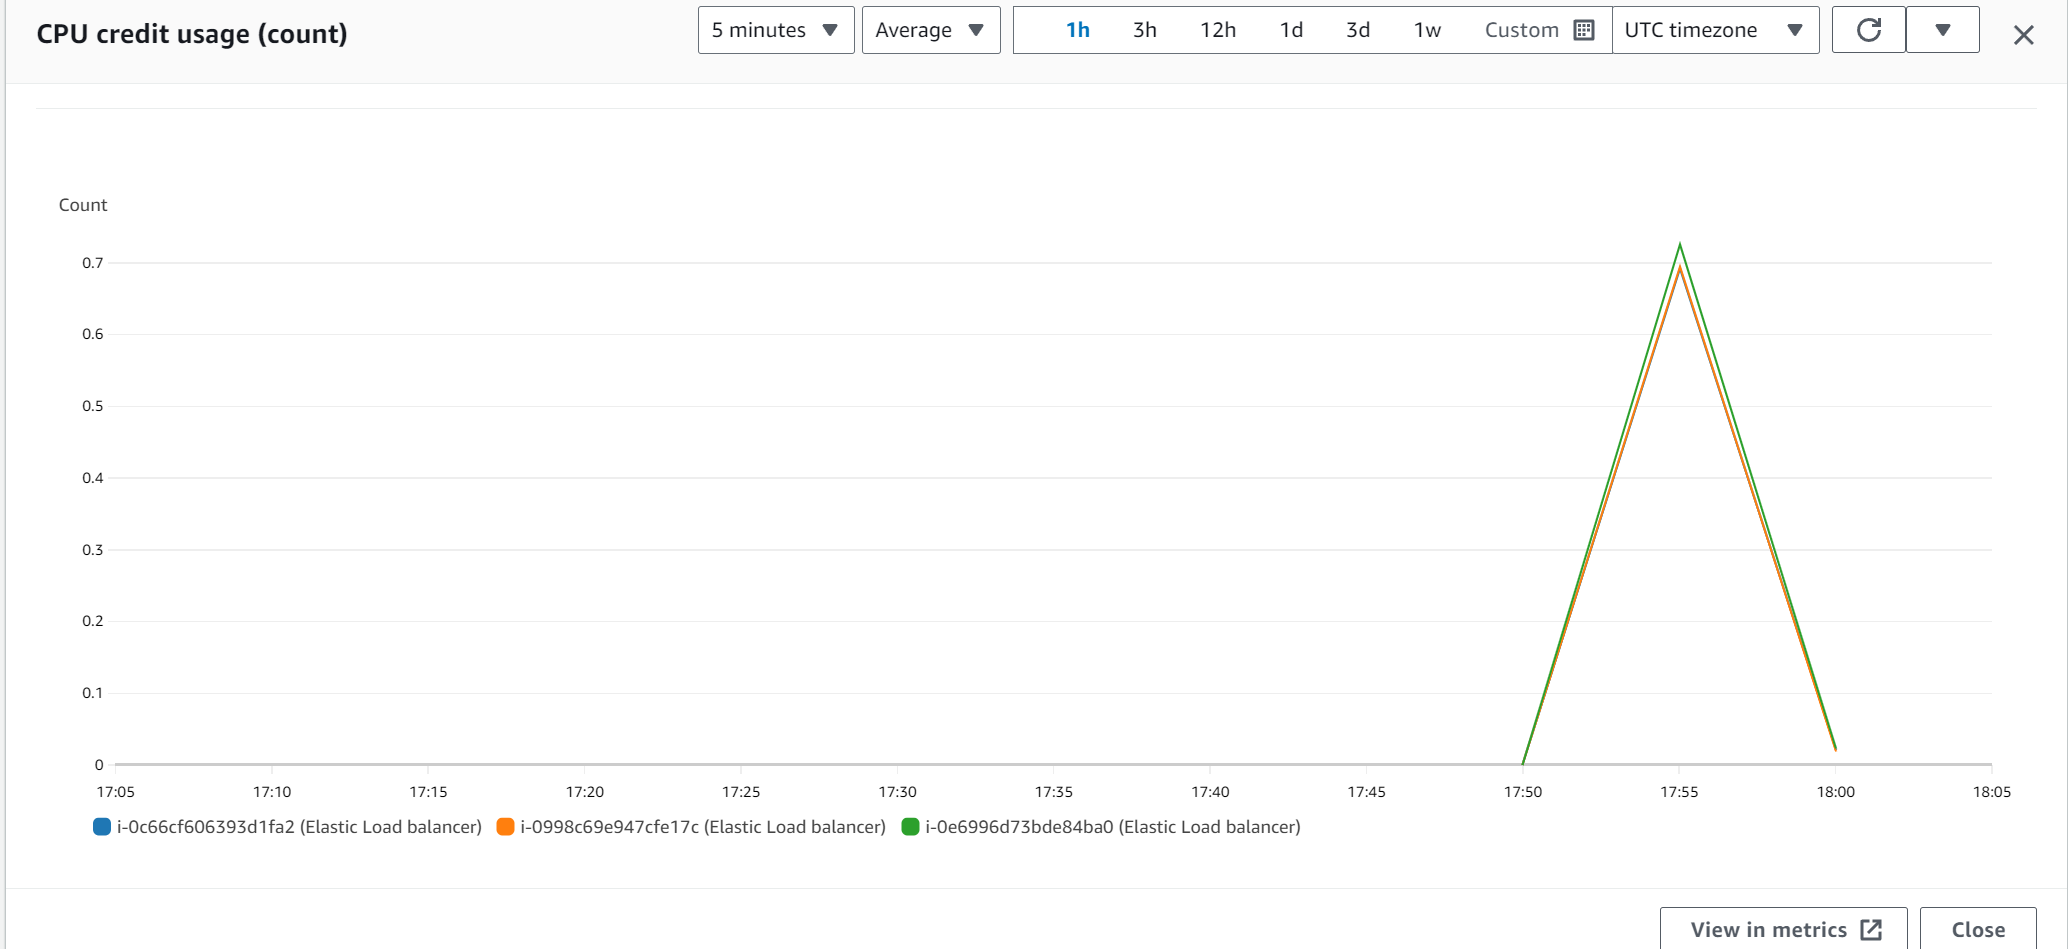 CPU credit usage (count)
5 minutes
Average
1h 3h 12h 1d 3d 1w Custom
UTC timezone
Count
0.7
0.6
0.5
0.4
0.3
0.2
0.1
0
17:05 17:10 17:15 17:20 17:25 17:30 17:35 17:40 17:45 17:50 17:55 18:00 18:05
i-0c66cf606393d1fa2 (Elastic Load balancer) i-0998c69e947cfe17c (Elastic Load balancer) i-0e6996d73bde84ba0 (Elastic Load balancer)
View in metrics
Close